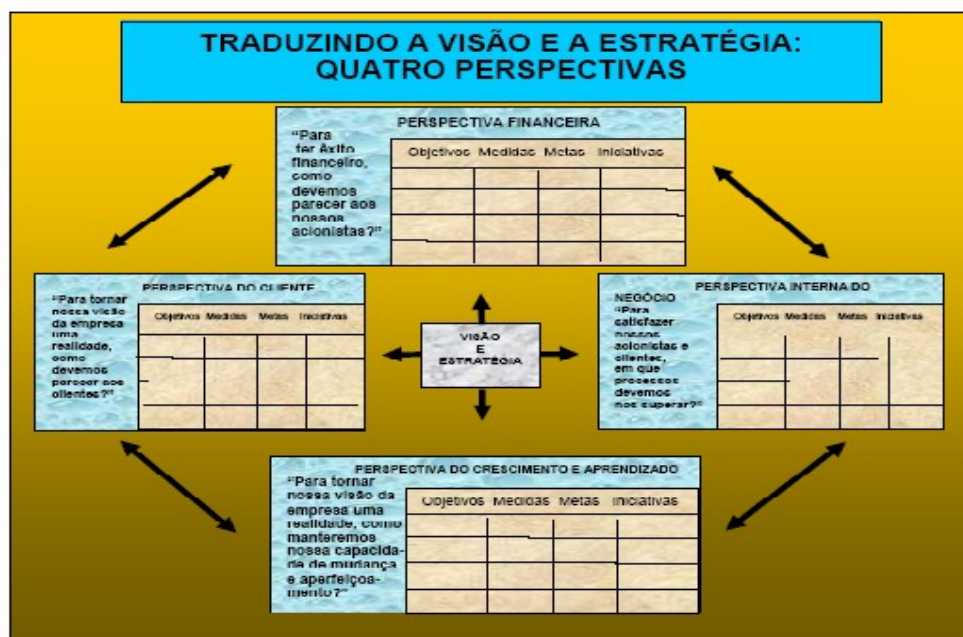 TRADUZINDO A VISÃO E A ESTRATÉGIA:
QUATRO PERSPECTIVAS
PERSPECTIVA FINANCEIRA
“Para
ter êxito
financeiro,
como
devemos
parecer aos
nossos
acionistas?”
Objetivos Medidas Metas Iniciativas
PERSPECTIVA DO CLIENTE
“Para tornar
nossa visão
da empresa
uma
realidade,
como
devemos
parecer aos
clientes?”
Objetivos Medidas Metas Iniciativas
VISÃO
E
ESTRATÉGIA
PERSPECTIVA INTERNA DO
NEGÓCIO
“Para
satisfazer
nossos
acionistas e
clientes,
em que
processos
devemos
nos superar?”
Objetivos Medidas Metas Iniciativas
PERSPECTIVA DO CRESCIMENTO E APRENDIZADO
“Para tornar
nossa visão da
empresa uma
realidade, como
manteremos
nossa capacida-
de de mudança
e aperfeiçoa-
mento?”
Objetivos Medidas Metas Iniciativas